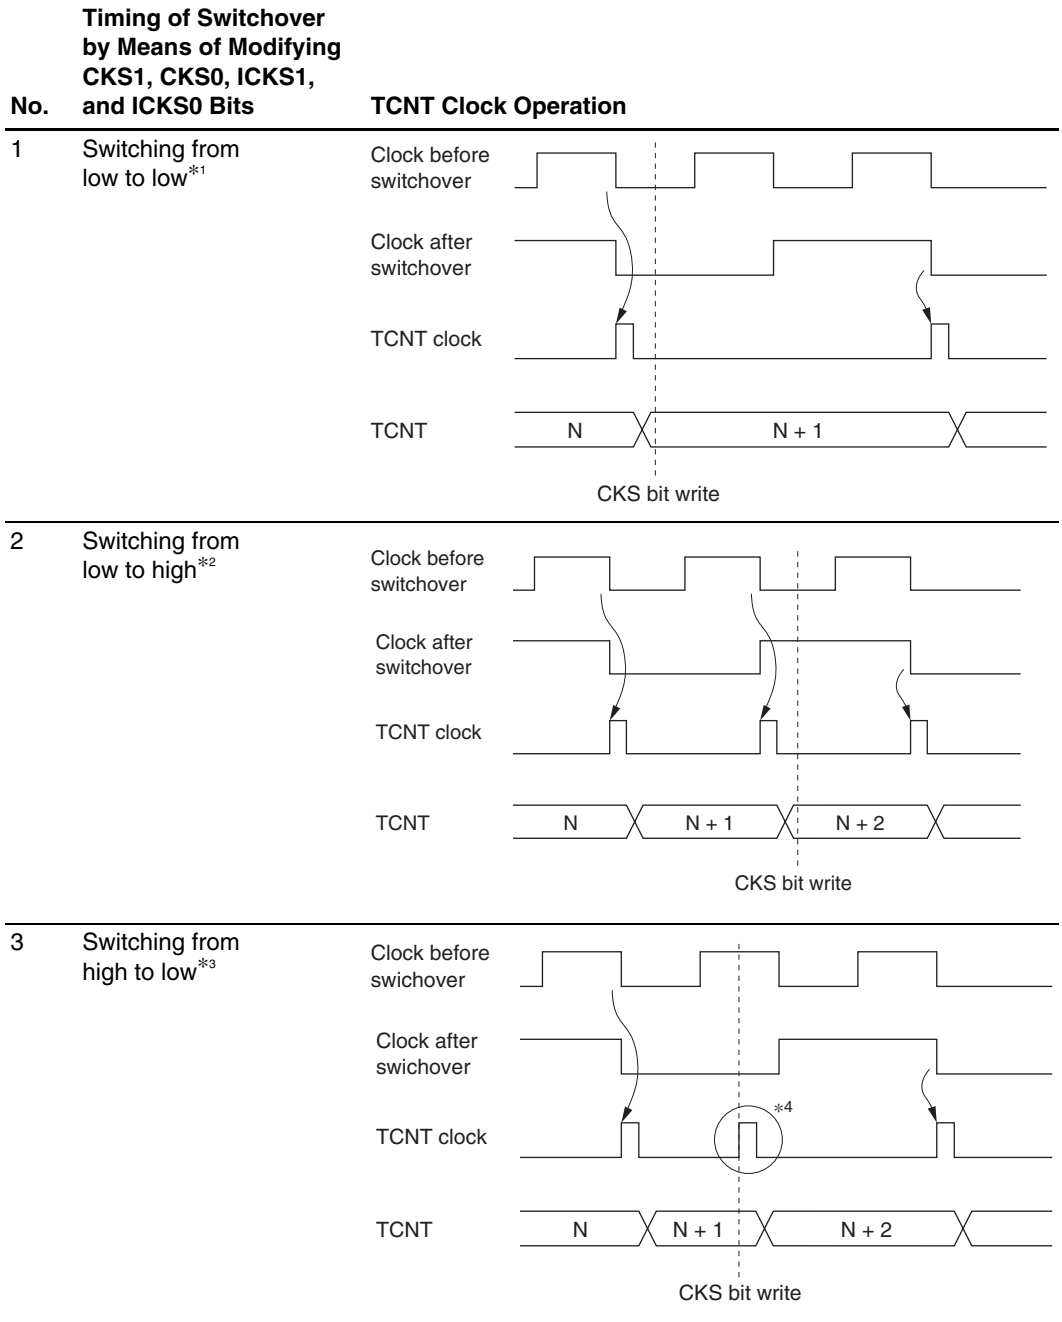 Timing of Switchover
by Means of Modifying
CKS1, CKS0, ICKS1,
No. and ICKS0 Bits TCNT Clock Operation
1 Switching from
low to low*1
Clock before
switchover
Clock after
switchover
TCNT clock
TCNT N N + 1
CKS bit write
2 Switching from
low to high*2
Clock before
switchover
Clock after
switchover
TCNT clock
TCNT N N + 1 N + 2
CKS bit write
3 Switching from
high to low*3
Clock before
swichover
Clock after
swichover
*4
TCNT clock
TCNT N N + 1 N + 2
CKS bit write